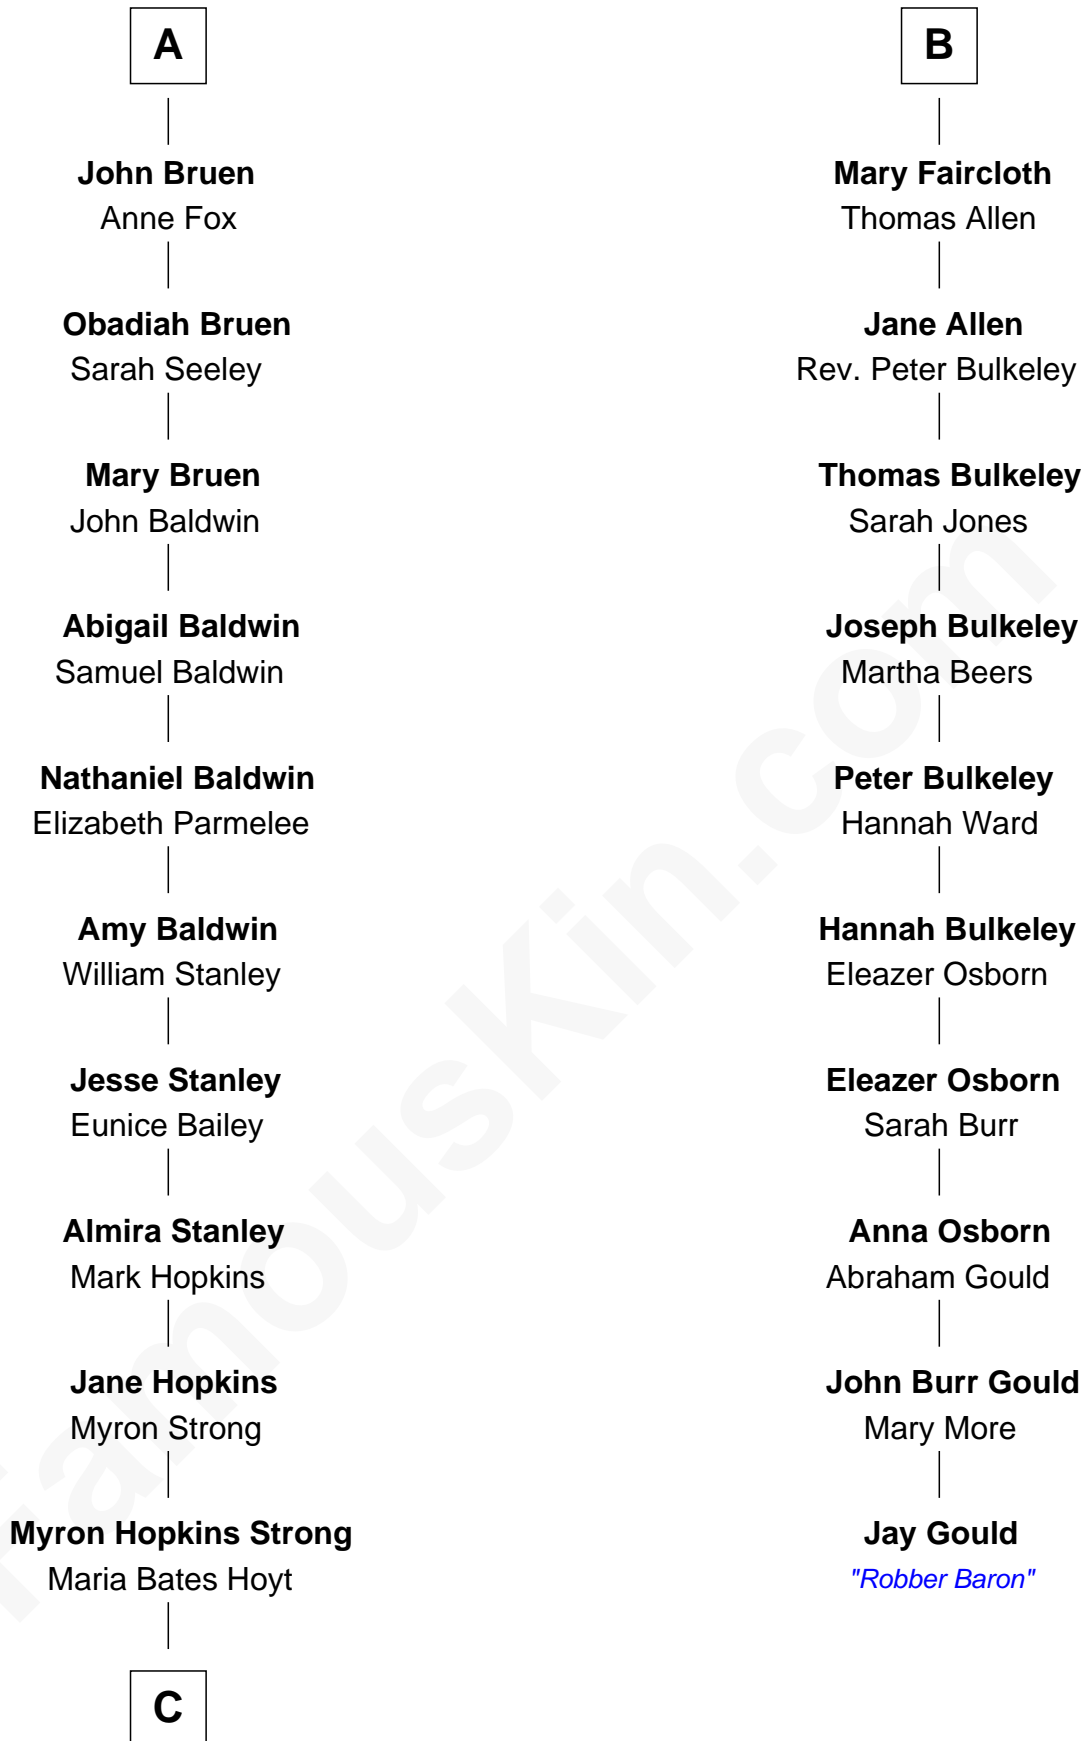 A
John Bruen
Anne Fox
Obadiah Bruen
Sarah Seeley
Mary Bruen
John Baldwin
Abigail Baldwin
Samuel Baldwin
Nathaniel Baldwin
Elizabeth Parmelee
Amy Baldwin
William Stanley
Jesse Stanley
Eunice Bailey
Almira Stanley
Mark Hopkins
Jane Hopkins
Myron Strong
Myron Hopkins Strong
Maria Bates Hoyt
C
B
Mary Faircloth
Thomas Allen
Jane Allen
Rev. Peter Bulkeley
Thomas Bulkeley
Sarah Jones
Joseph Bulkeley
Martha Beers
Peter Bulkeley
Hannah Ward
Hannah Bulkeley
Eleazer Osborn
Eleazer Osborn
Sarah Burr
Anna Osborn
Abraham Gould
John Burr Gould
Mary More
Jay Gould
"Robber Baron"
FamousKin.com